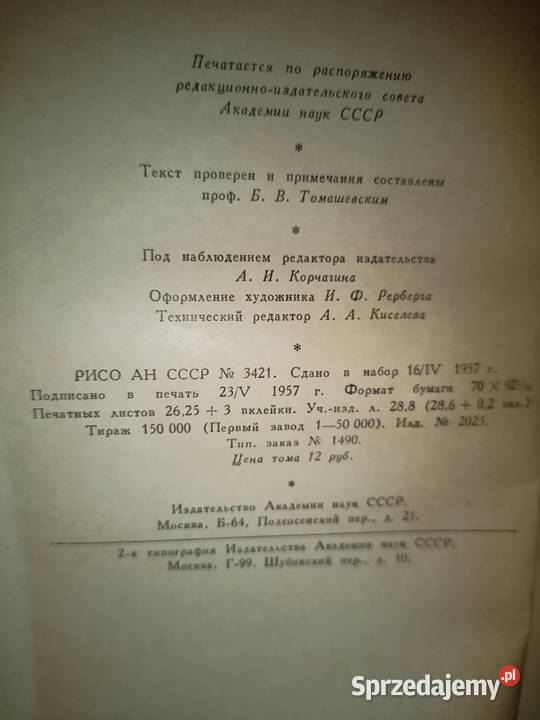 Печатается по распоряжению
редакционно-издательского совета
Академии наук СССР
*
Текст проверен и примечания составлены
проф. Б. В. Томашевским
*
Под наблюдением редактора издательства
А. И. Корчагина
Оформление художника И. Ф. Рерберга
Технический редактор А. А. Киселева
*
РИСО АН СССР № 3421. Сдано в набор 16/IV 1957 г.
Подписано в печать 23/V 1957 г. Формат бумаги 70 × 92¹/₃₂
Печатных листов 26,25 + 3 вклейки. Уч.-изд. л. 28,8 (28,6 + 0,2 вкл.)
Тираж 150 000 (Первый завод 1—50 000). Изд. № 2025.
Тип. заказ № 1490.
Цена тома 12 руб.
*
Издательство Академии наук СССР.
Москва, Б-64, Подсосенский пер., д. 21.
2-я типография Издательства Академии наук СССР.
Москва, Г-99, Шубинский пер., д. 10.
Sprzedajemy.pl